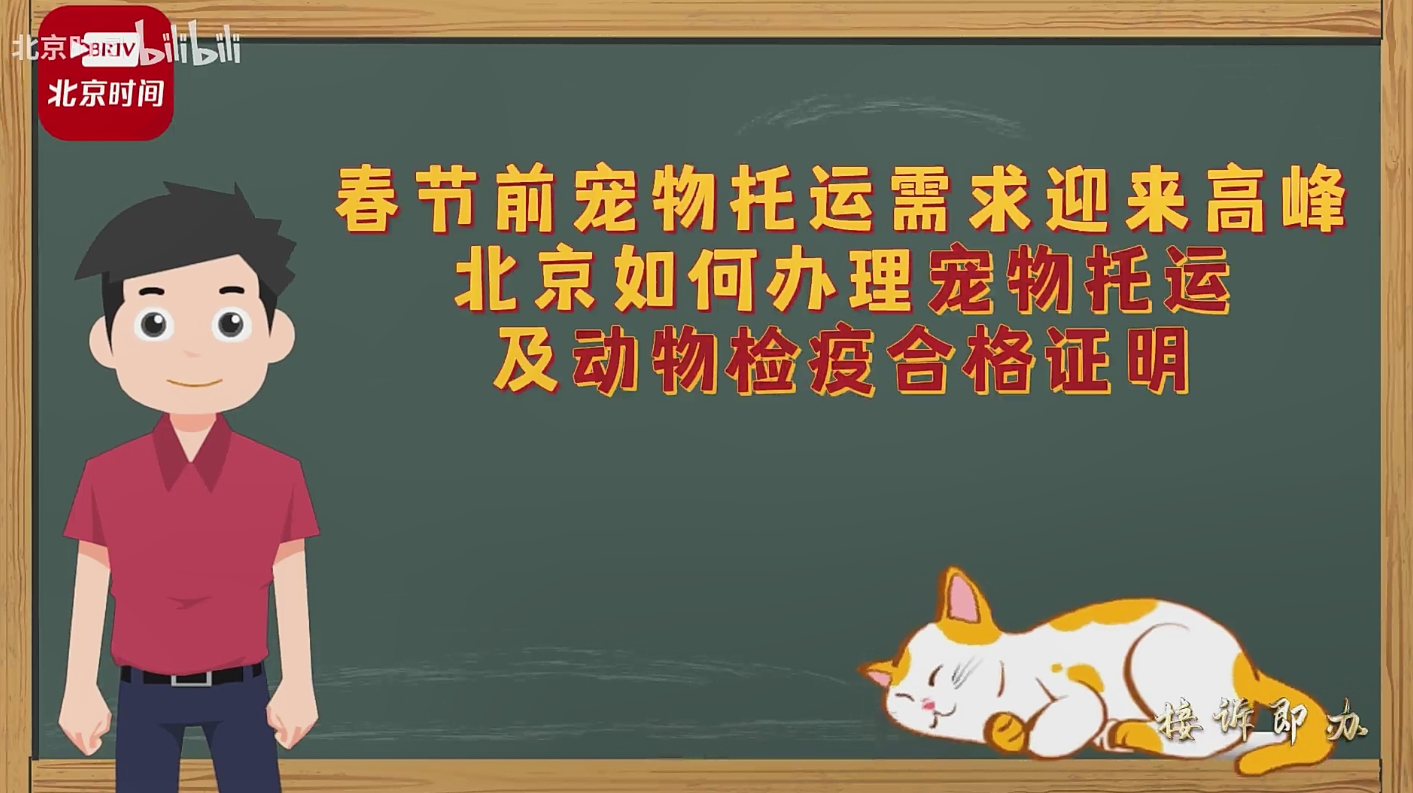 北京时间 bilibili
BRTV
北京时间
春节前宠物托运需求迎来高峰
北京如何办理宠物托运
及动物检疫合格证明
接诉即办